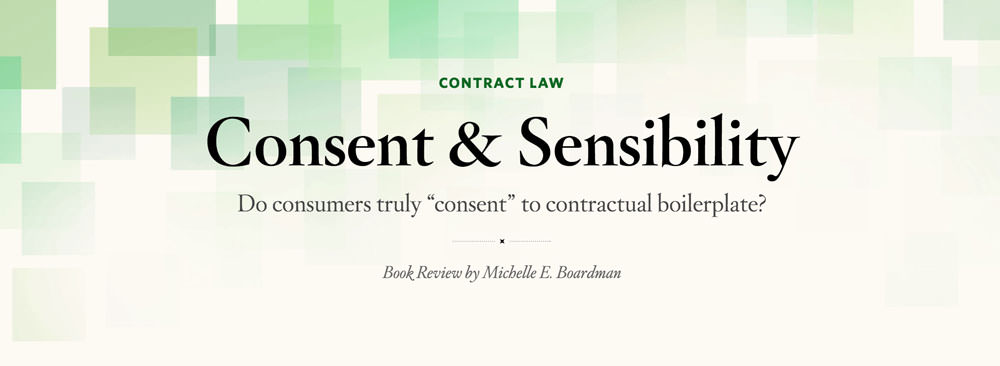 CONTRACT LAW
Consent & Sensibility
Do consumers truly “consent” to contractual boilerplate?
Book Review by Michelle E. Boardman